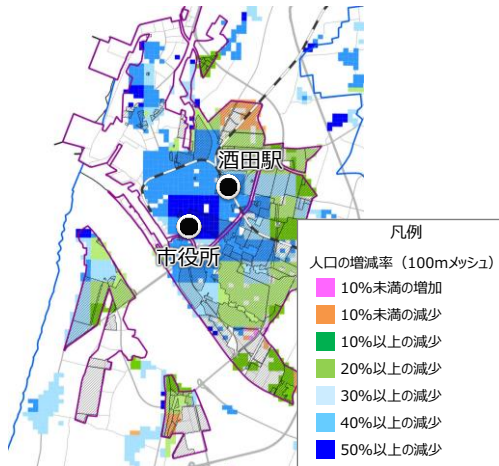 酒田駅
市役所
凡例
人口の増減率（100mメッシュ）
10%未満の増加
10%未満の減少
10%以上の減少
20%以上の減少
30%以上の減少
40%以上の減少
50%以上の減少